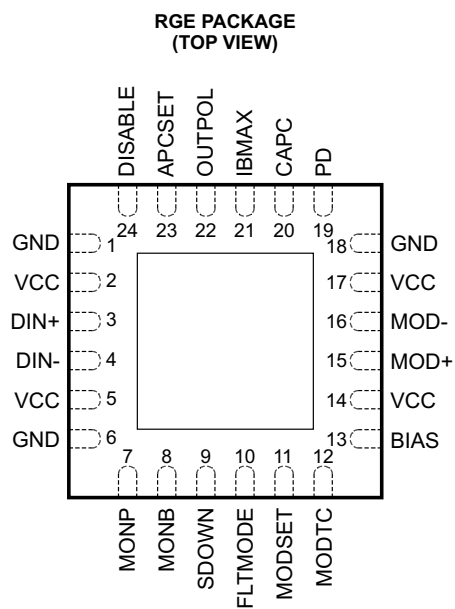 RGE PACKAGE
(TOP VIEW)
DISABLE
APCSET
OUTPOL
IBMAX
CAPC
PD
24 23 22 21 20 19
GND 1
VCC 2
DIN+ 3
DIN- 4
VCC 5
GND 6
18 GND
17 VCC
16 MOD-
15 MOD+
14 VCC
13 BIAS
7 8 9 10 11 12
MONP
MONB
SDOWN
FLTMODE
MODSET
MODTC